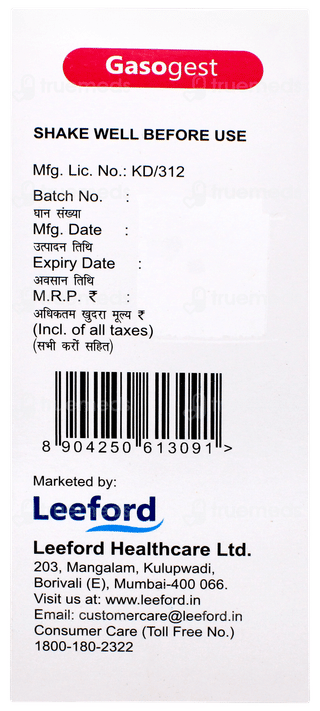 Gasogest
SHAKE WELL BEFORE USE
Mfg. Lic. No.: KD/312
Batch No. :
घान संख्या
Mfg. Date :
उत्पादन तिथि
Expiry Date :
अवसान तिथि
M.R.P. ₹ :
अधिकतम खुदरा मूल्य ₹
(Incl. of all taxes)
(सभी करों सहित)
8 904250 613091 >
Marketed by:
Leeford
Leeford Healthcare Ltd.
203, Mangalam, Kulupwadi,
Borivali (E), Mumbai-400 066.
Visit us at: www.leeford.in
Email: customercare@leeford.in
Consumer Care (Toll Free No.)
1800-180-2322